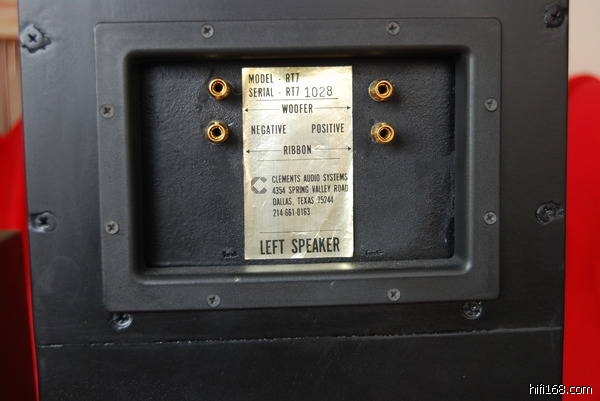 MODEL - RT7
SERIAL - RT7 1028
WOOFER
NEGATIVE POSITIVE
RIBBON
C CLEMENTS AUDIO SYSTEMS
4354 SPRING VALLEY ROAD
DALLAS, TEXAS 75244
214-661-0163
LEFT SPEAKER
hifi168.com